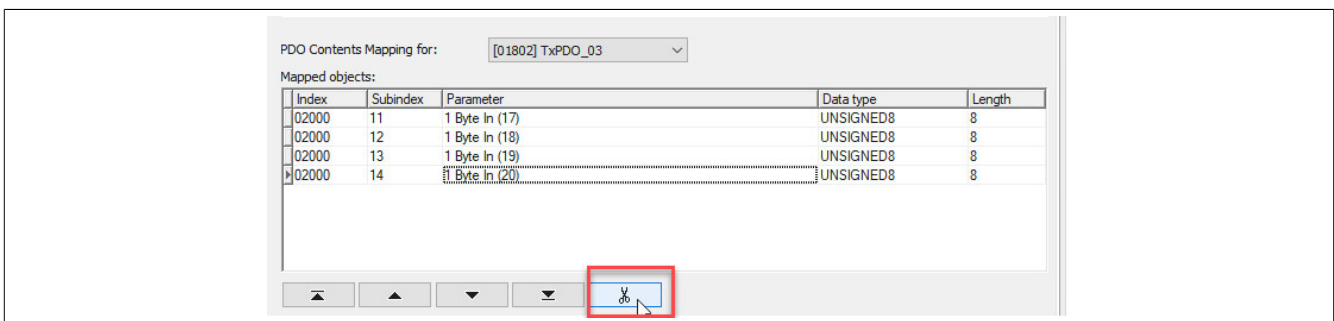 PDO Contents Mapping for: [01802] TxPDO_03
Mapped objects:
Index Subindex Parameter Data type Length
02000 11 1 Byte In (17) UNSIGNED8 8
02000 12 1 Byte In (18) UNSIGNED8 8
02000 13 1 Byte In (19) UNSIGNED8 8
02000 14 1 Byte In (20) UNSIGNED8 8